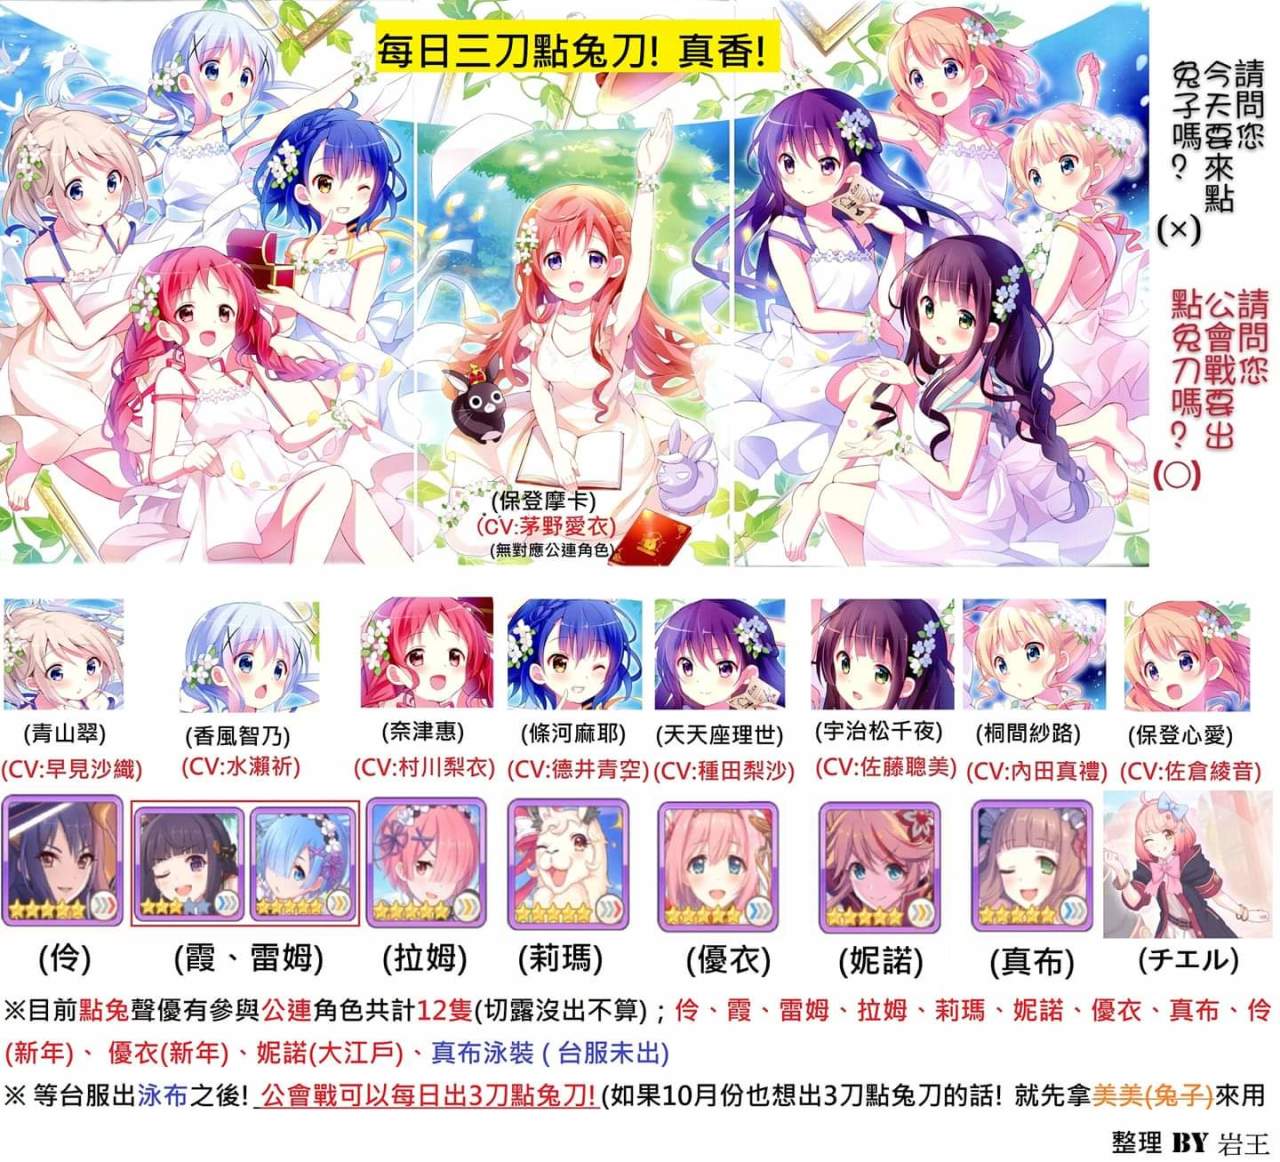 每日三刀點兔刀! 真香!
請問您
今天要來點
兔子嗎?
(×)
請問您
公會戰要出
點兔刀嗎?
(○)
(保登摩卡)
(CV:茅野愛衣)
(無對應公連角色)
(青山翠)
(香風智乃)
(奈津惠)
(條河麻耶)
(天天座理世)
(宇治松千夜)
(桐間紗路)
(保登心愛)
(CV:早見沙織)
(CV:水瀨祈)
(CV:村川梨衣)
(CV:德井青空)
(CV:種田梨沙)
(CV:佐藤聰美)
(CV:內田真禮)
(CV:佐倉綾音)
(伶)
(霞、雷姆)
(拉姆)
(莉瑪)
(優衣)
(妮諾)
(真布)
(チエル)
※目前點兔聲優有參與公連角色共計12隻(切露沒出不算)；伶、霞、雷姆、拉姆、莉瑪、妮諾、優衣、真布、伶
(新年)、 優衣(新年)、妮諾(大江戶)、真布泳裝 ( 台服未出)
※ 等台服出泳布之後! 公會戰可以每日出3刀點兔刀!(如果10月份也想出3刀點兔刀的話! 就先拿美美(兔子)來用
整理 BY 岩王